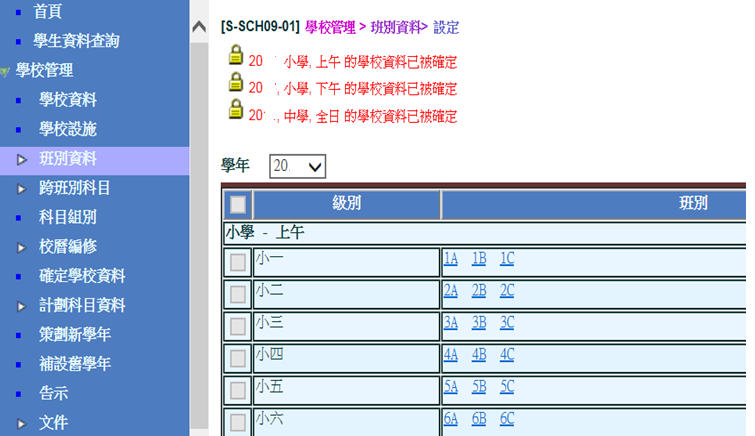 首頁
學生資料查詢
學校管理
學校資料
學校設施
班別資料
跨班別科目
科目組別
校曆編修
確定學校資料
計劃科目資料
策劃新學年
補設舊學年
告示
文件
[S-SCH09-01] 學校管理 > 班別資料> 設定
20 , 小學, 上午 的學校資料已被確定
20 , 小學, 下午 的學校資料已被確定
20 , 中學, 全日 的學校資料已被確定
學年 20
級別 班別
小學 - 上午
小一 1A 1B 1C
小二 2A 2B 2C
小三 3A 3B 3C
小四 4A 4B 4C
小五 5A 5B 5C
小六 6A 6B 6C